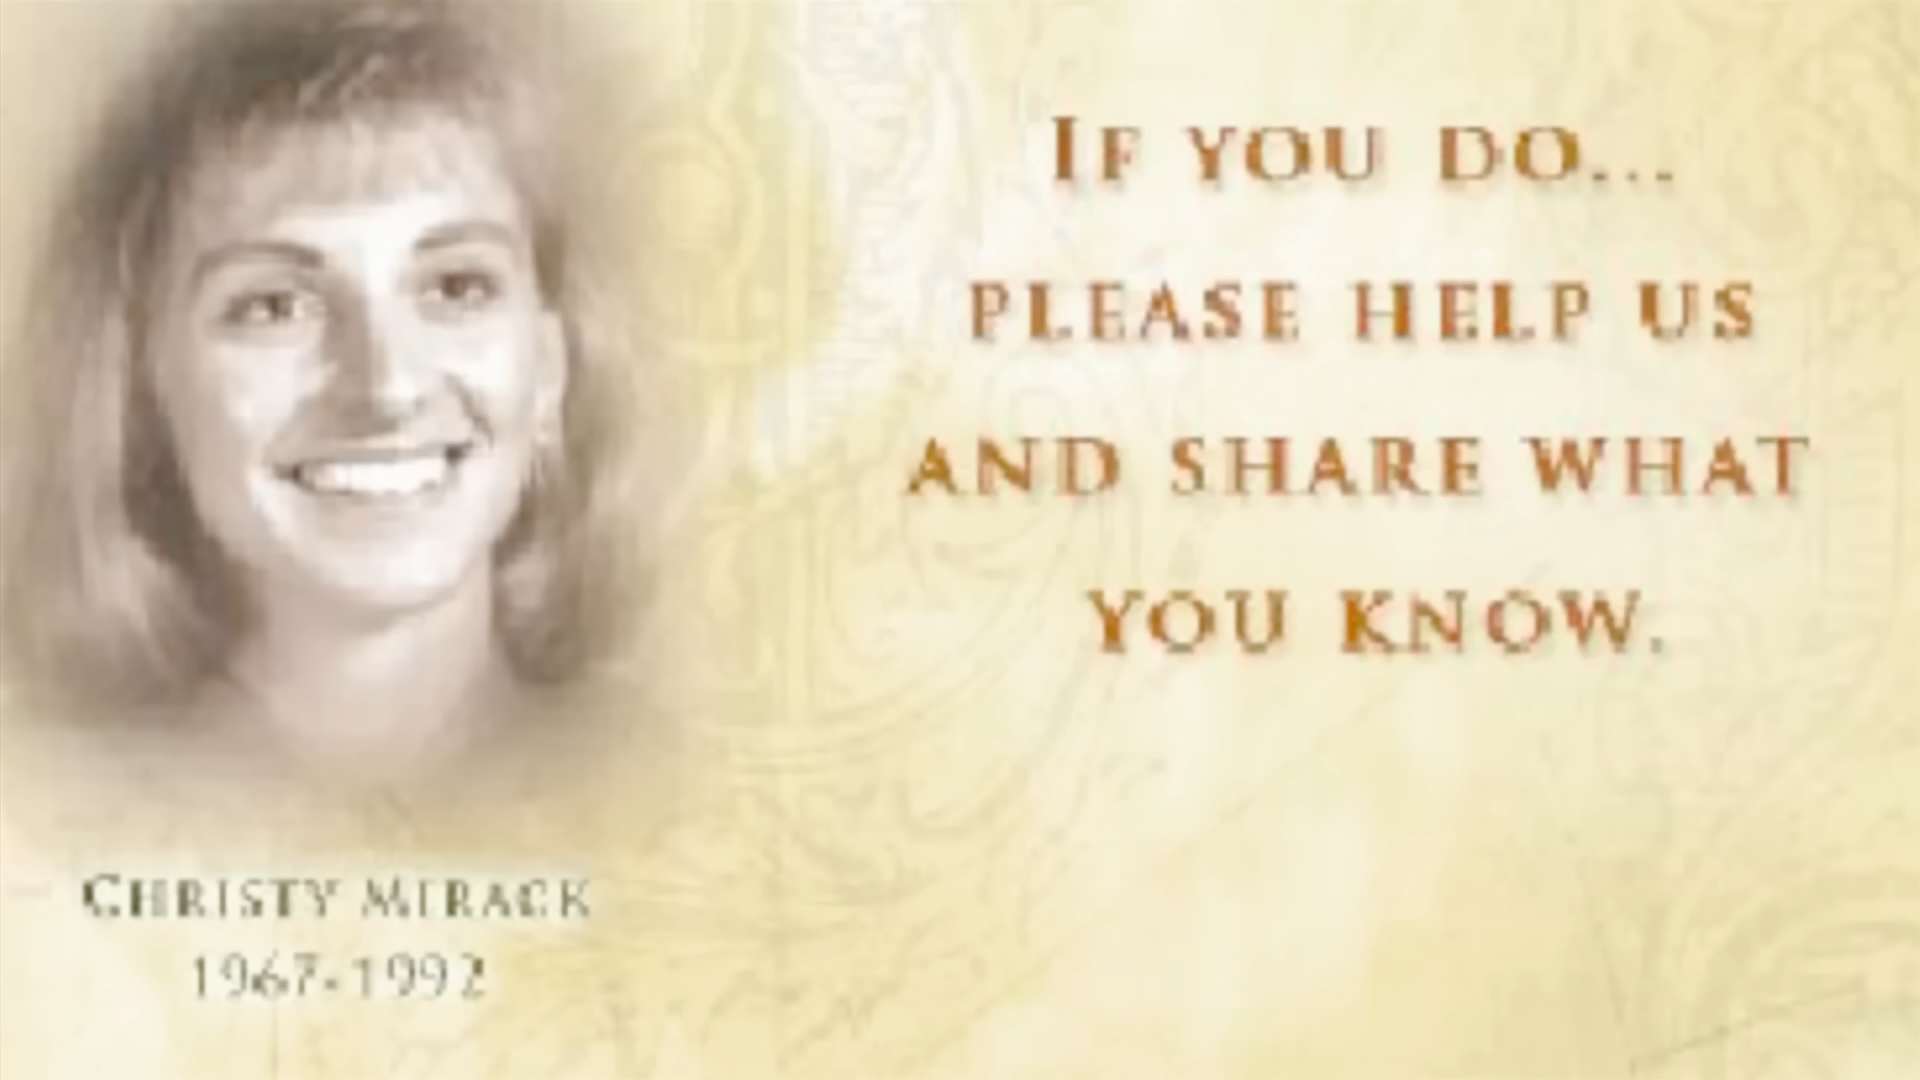 IF YOU DO...
PLEASE HELP US
AND SHARE WHAT
YOU KNOW.
CHRISTY MIRACK
1967-1992